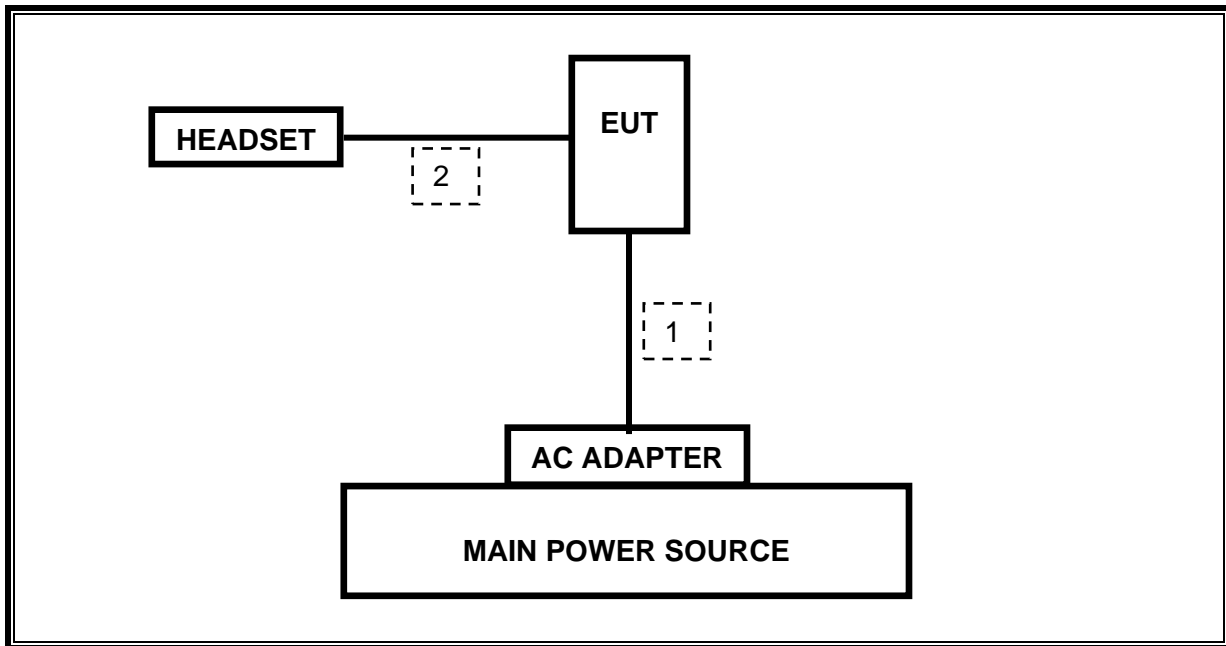 EUT
HEADSET
2
1
AC ADAPTER
MAIN POWER SOURCE